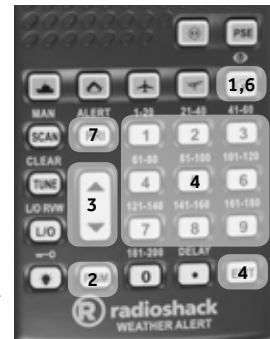 PSE
1,6
MAN ALERT 1-20 21-40 41-60
SCAN 7 1 2 3
CLEAR 61-80 81-100 101-120
TUNE 3 4 4 6
L/O RVW 121-140 141-160 161-180
L/O 7 8 9
181-200 DELAY
2 0 • 4
R radioshack
WEATHER ALERT